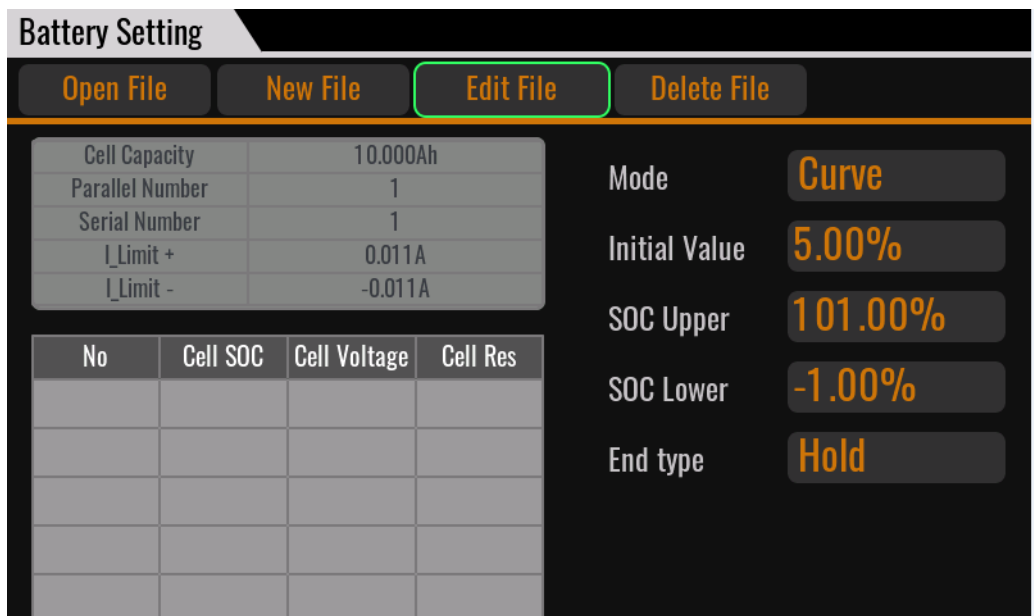 Battery Setting
Open File New File Edit File Delete File
Cell Capacity 10.000Ah
Parallel Number 1
Serial Number 1
I_Limit + 0.011A
I_Limit - -0.011A
No Cell SOC Cell Voltage Cell Res
Mode Curve
Initial Value 5.00%
SOC Upper 101.00%
SOC Lower -1.00%
End type Hold